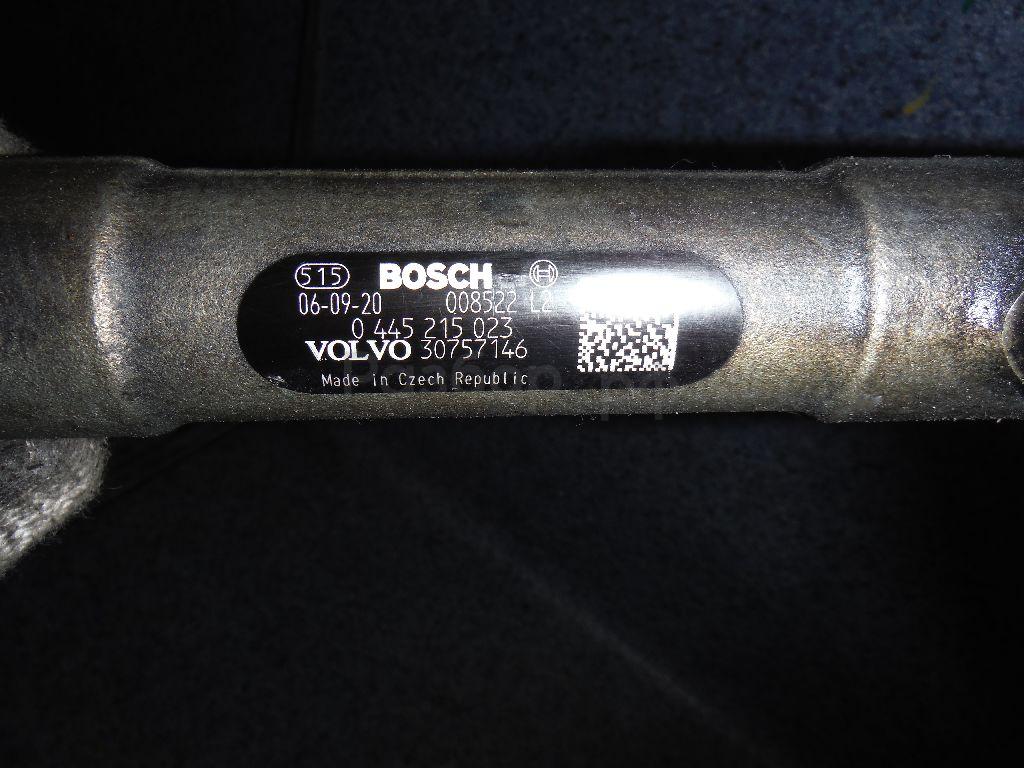 515 BOSCH
06-09-20 008522 L2
0 445 215 023
VOLVO 30757146
Made in Czech Republic